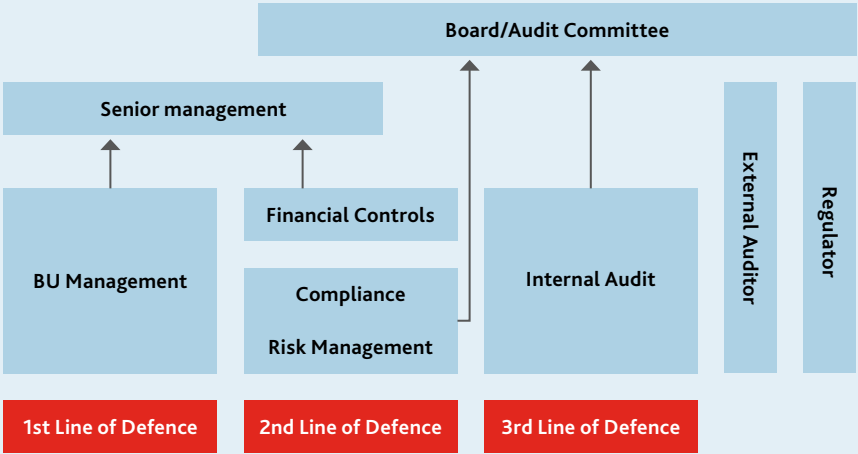 Board/Audit Committee
Senior management
BU Management
Financial Controls
Compliance
Risk Management
Internal Audit
External Auditor
Regulator
1st Line of Defence
2nd Line of Defence
3rd Line of Defence